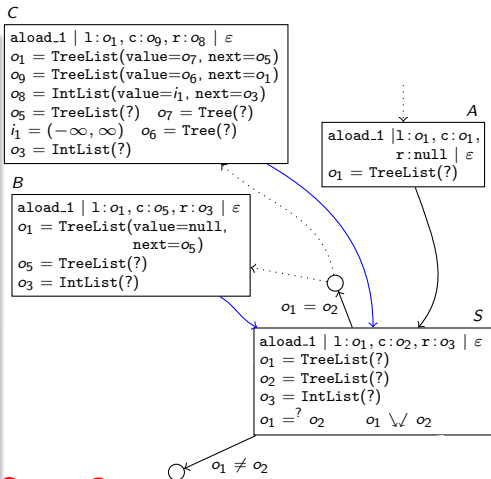 C
aload_1 | l:o₁, c:o₉, r:o₈ | ε
o₁ = TreeList(value=o₇, next=o₅)
o₉ = TreeList(value=o₆, next=o₁)
o₈ = IntList(value=i₁, next=o₃)
o₅ = TreeList(?) o₇ = Tree(?)
i₁ = (−∞, ∞) o₆ = Tree(?)
o₃ = IntList(?)
A
aload_1 |l:o₁, c:o₁,
r:null | ε
o₁ = TreeList(?)
B
aload_1 | l:o₁, c:o₅, r:o₃ | ε
o₁ = TreeList(value=null,
next=o₅)
o₅ = TreeList(?)
o₃ = IntList(?)
o₁ = o₂
S
aload_1 | l:o₁, c:o₂, r:o₃ | ε
o₁ = TreeList(?)
o₂ = TreeList(?)
o₃ = IntList(?)
o₁ =? o₂ o₁ ↘↙ o₂
o₁ ≠ o₂